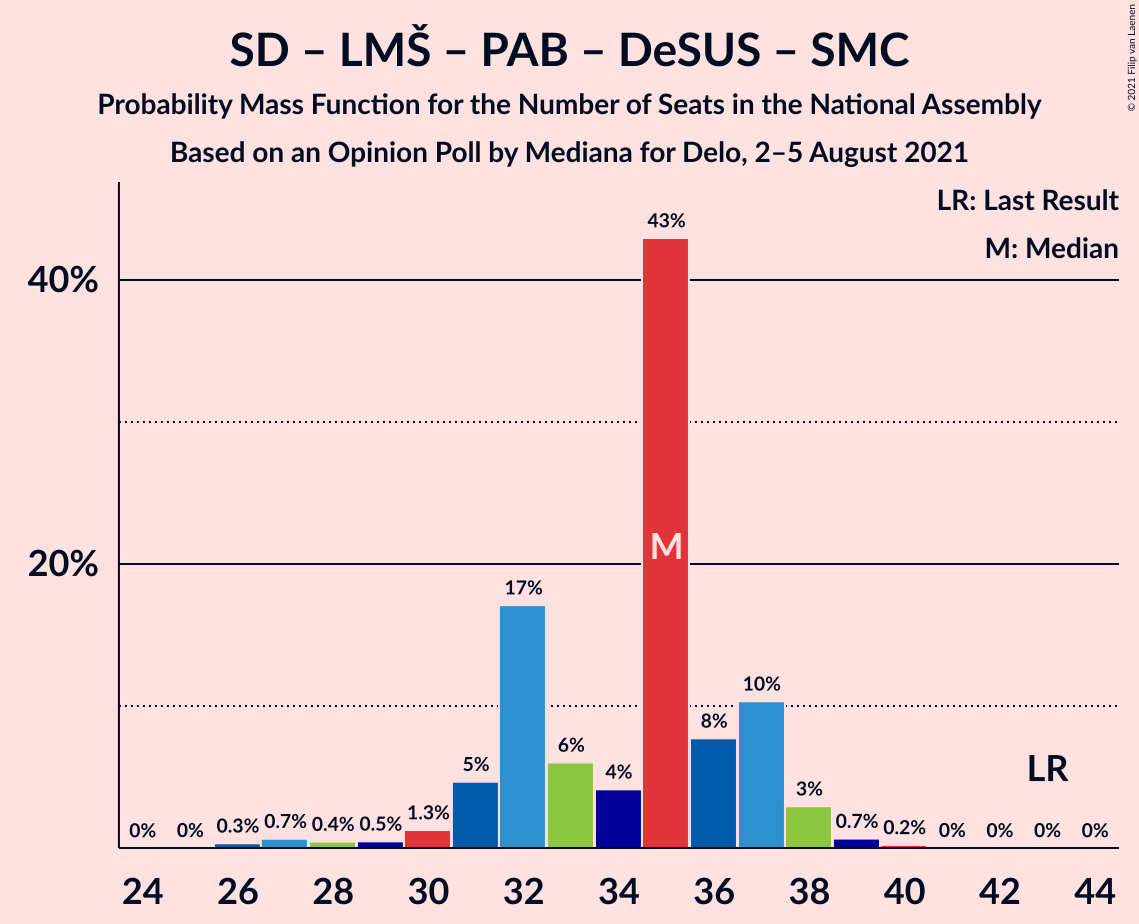 SD – LMŠ – PAB – DeSUS – SMC
Probability Mass Function for the Number of Seats in the National Assembly
Based on an Opinion Poll by Mediana for Delo, 2–5 August 2021
© 2021 Filip van Laenen
LR: Last Result
M: Median
40%
20%
0%
0%
0.3%
0.7%
0.4%
0.5%
1.3%
5%
17%
6%
4%
43%
M
8%
10%
3%
0.7%
0.2%
0%
0%
0%
0%
LR
24 26 28 30 32 34 36 38 40 42 44